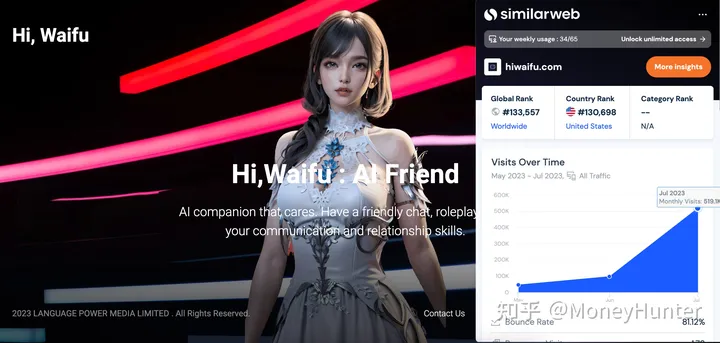 Hi, Waifu
Hi,Waifu : AI Friend
AI companion that cares. Have a friendly chat, roleplay
your communication and relationship skills.
2023 LANGUAGE POWER MEDIA LIMITED . All Rights Reserved.
Contact Us
similarweb
Your weekly usage : 34/65
Unlock unlimited access →
hiwaifu.com
More insights
Global Rank
#133,557
Worldwide
Country Rank
#130,698
United States
Category Rank
--
N/A
Visits Over Time
May 2023 - Jul 2023, All Traffic
Jul 2023
Monthly Visits: 519.1K
600K
500K
400K
300K
200K
100K
0
May
Jun
Jul
知乎 @MoneyHunter
Bounce Rate
81.12%